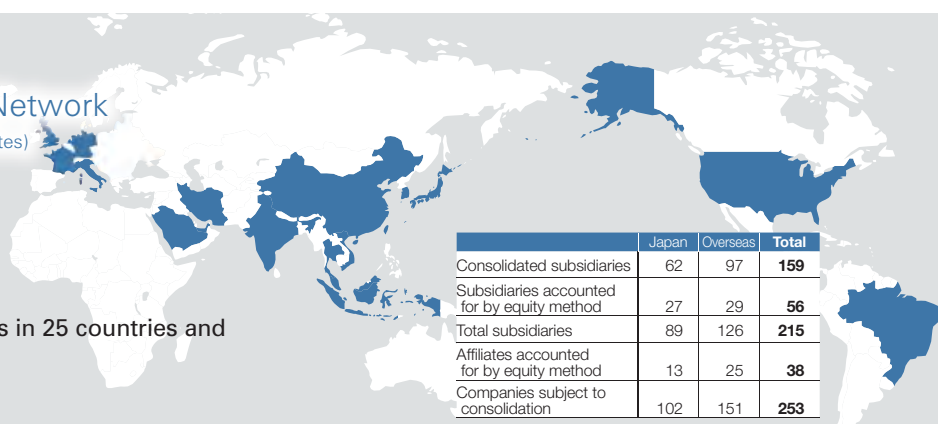 Network
tes)
s in 25 countries and
Japan Overseas Total
Consolidated subsidiaries 62 97 159
Subsidiaries accounted
for by equity method 27 29 56
Total subsidiaries 89 126 215
Affiliates accounted
for by equity method 13 25 38
Companies subject to
consolidation 102 151 253